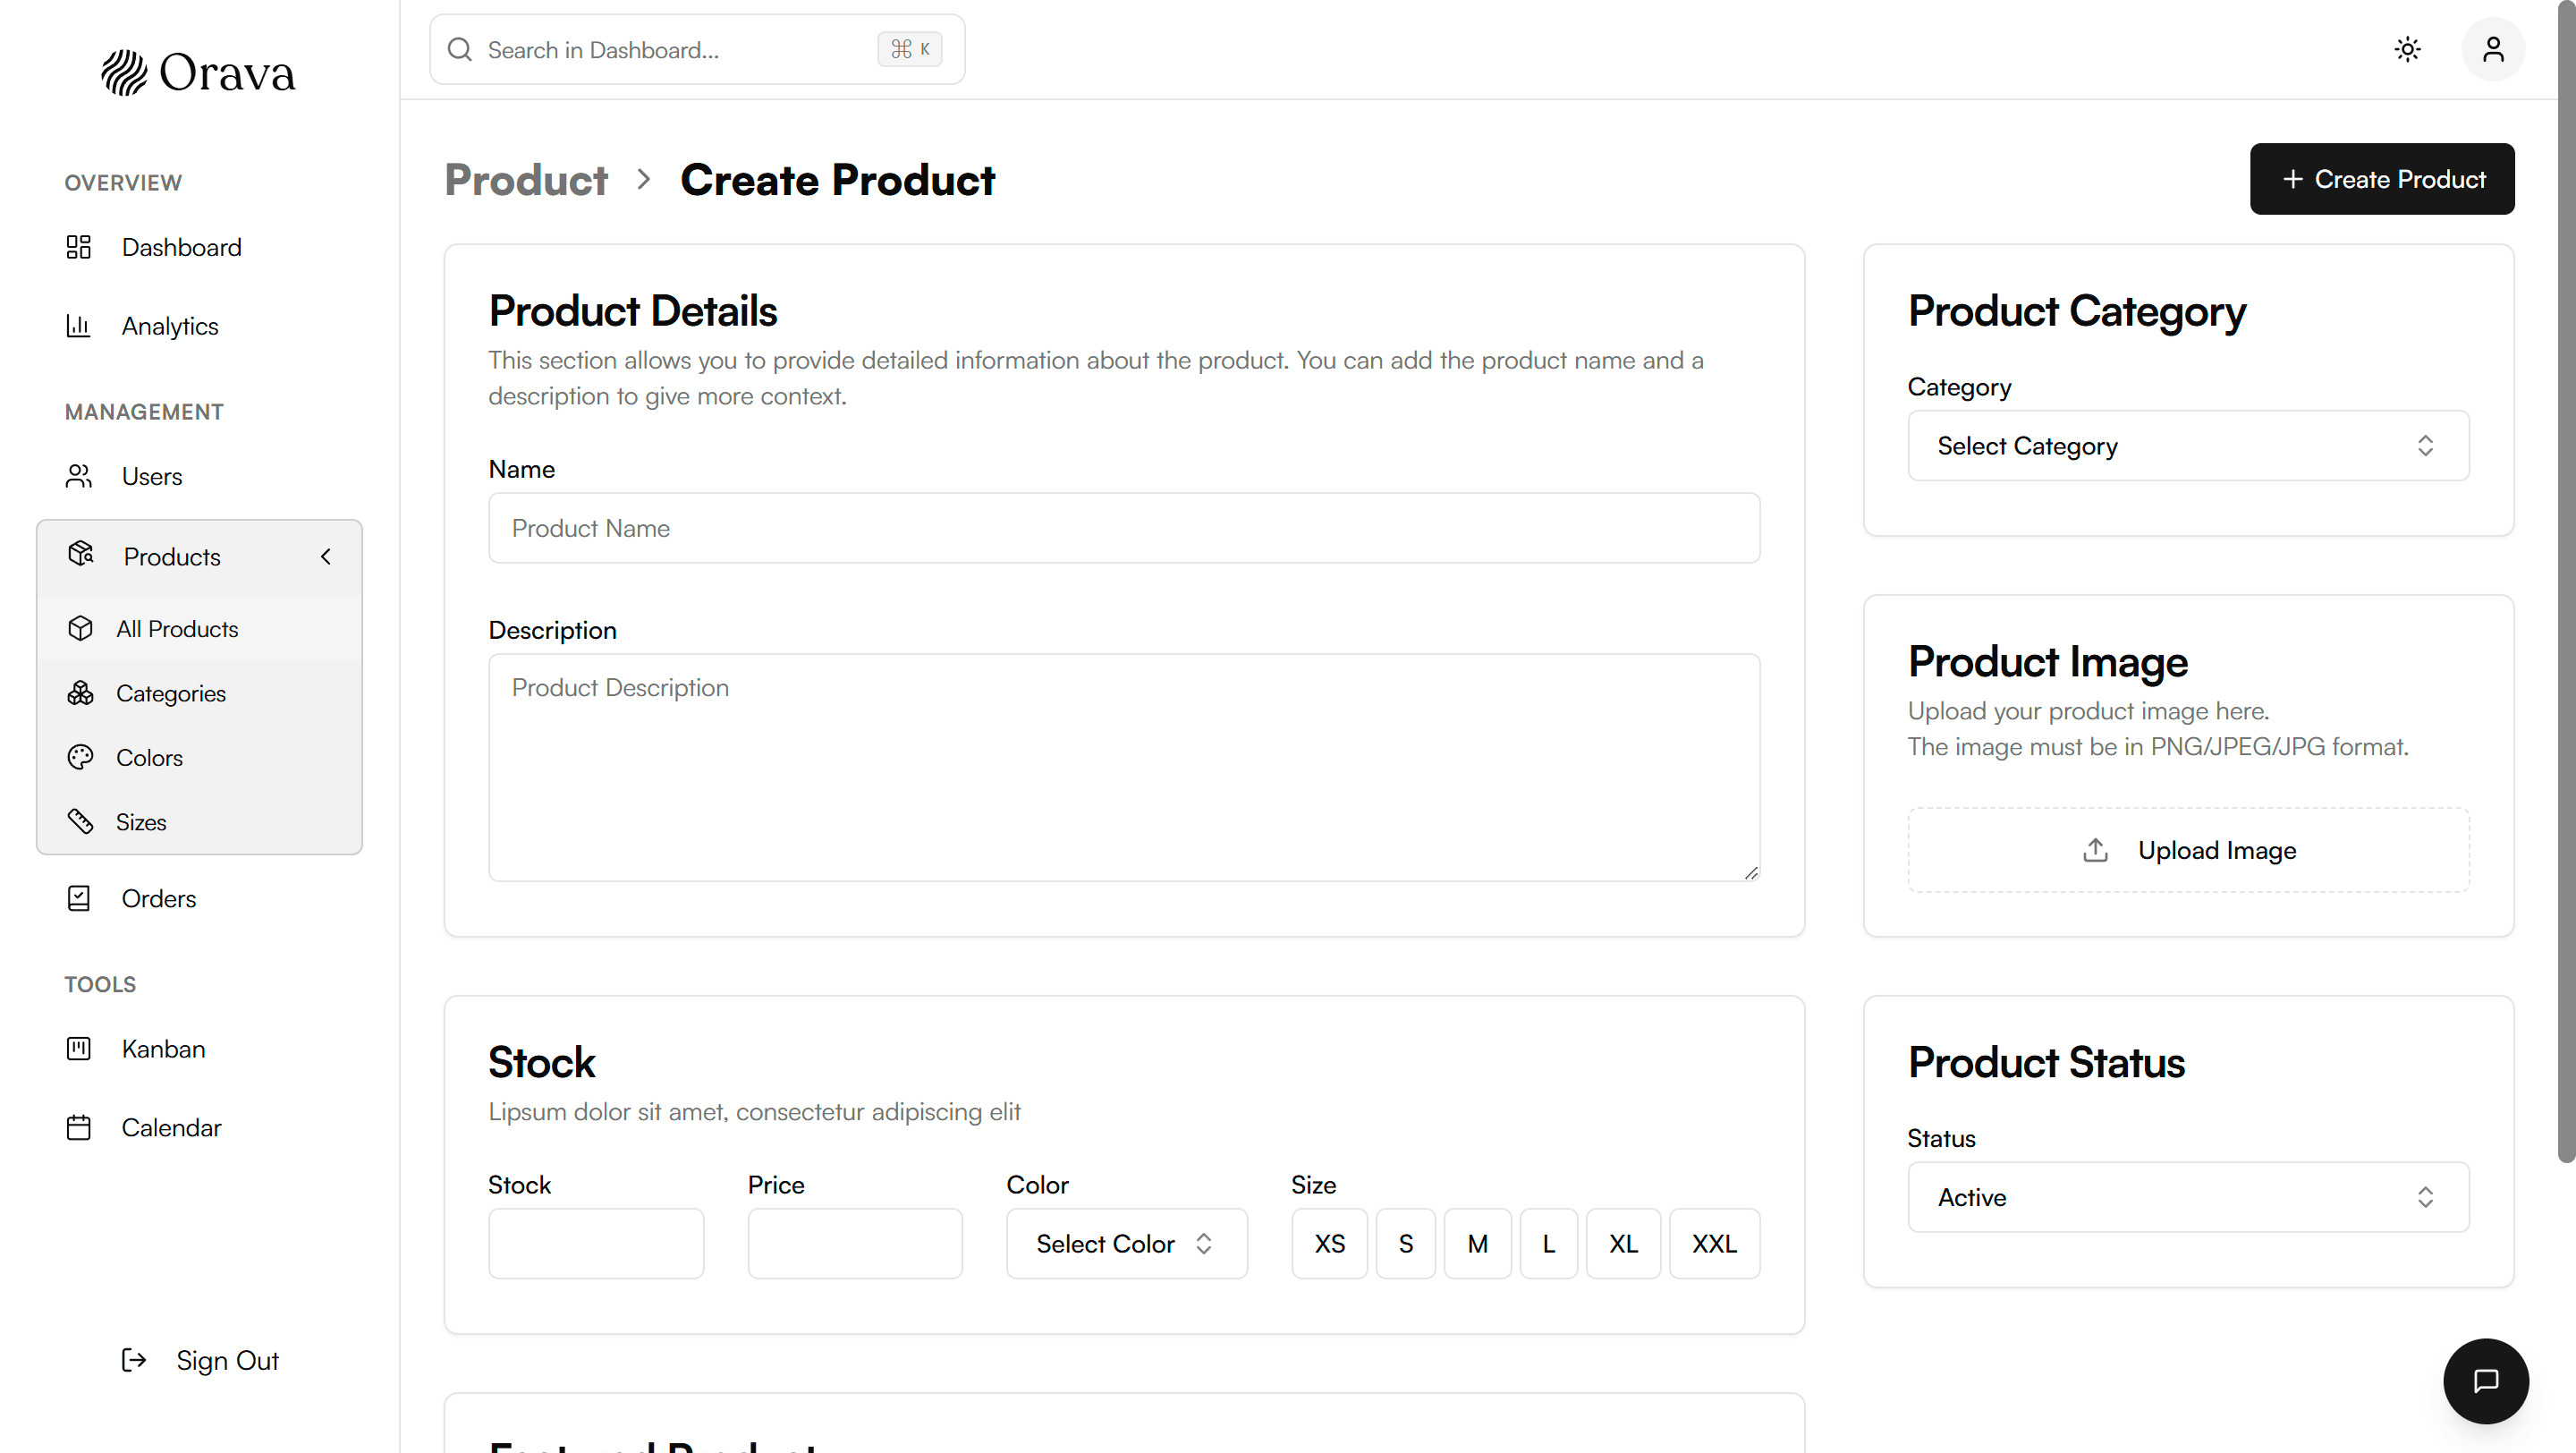 Orava
OVERVIEW
Dashboard
Analytics
MANAGEMENT
Users
Products
All Products
Categories
Colors
Sizes
Orders
TOOLS
Kanban
Calendar
Sign Out
Search in Dashboard...
⌘ K
Product > Create Product
+ Create Product
Product Details
This section allows you to provide detailed information about the product. You can add the product name and a
description to give more context.
Name
Product Name
Description
Product Description
Product Category
Category
Select Category
Product Image
Upload your product image here.
The image must be in PNG/JPEG/JPG format.
Upload Image
Stock
Lipsum dolor sit amet, consectetur adipiscing elit
Stock
Price
Color
Size
Select Color
XS
S
M
L
XL
XXL
Product Status
Status
Active
Featured Product